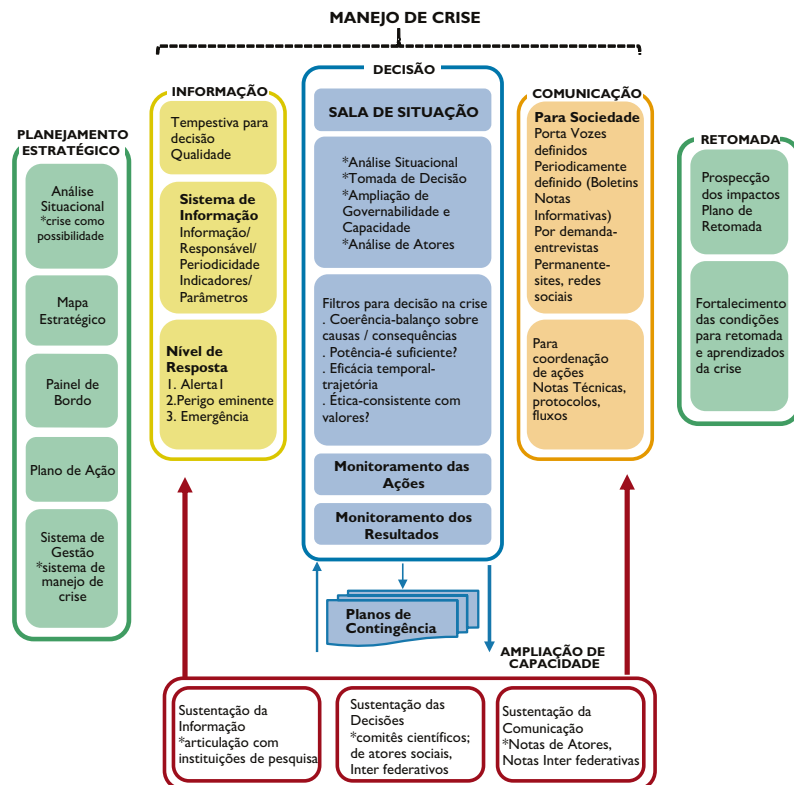 MANEJO DE CRISE
PLANEJAMENTO
ESTRATÉGICO
Análise
Situacional
*crise como
possibilidade
Mapa
Estratégico
Painel de
Bordo
Plano de Ação
Sistema de
Gestão
*sistema de
manejo de
crise
INFORMAÇÃO
Tempestiva para
decisão
Qualidade
Sistema de
Informação
Informação/
Responsável/
Periodicidade
Indicadores/
Parâmetros
Nível de
Resposta
1. Alerta1
2.Perigo eminente
3. Emergência
DECISÃO
SALA DE SITUAÇÃO
*Análise Situacional
*Tomada de Decisão
*Ampliação de
Governabilidade e
Capacidade
*Análise de Atores
Filtros para decisão na crise
. Coerência-balanço sobre
causas / consequências
. Potência-é suficiente?
. Eficácia temporal-
trajetória
. Ética-consistente com
valores?
Monitoramento das
Ações
Monitoramento dos
Resultados
Planos de
Contingência
COMUNICAÇÃO
Para Sociedade
Porta Vozes
definidos
Periodicamente
definido (Boletins
Notas
Informativas)
Por demanda-
entrevistas
Permanente-
sites, redes
sociais
Para
coordenação
de ações
Notas Técnicas,
protocolos,
fluxos
RETOMADA
Prospecção
dos impactos
Plano de
Retomada
Fortalecimento
das condições
para retomada
e aprendizados
da crise
AMPLIAÇÃO DE
CAPACIDADE
Sustentação da
Informação
*articulação com
instituições de pesquisa
Sustentação das
Decisões
*comitês científicos;
de atores sociais,
Inter federativos
Sustentação da
Comunicação
*Notas de Atores,
Notas Inter federativas